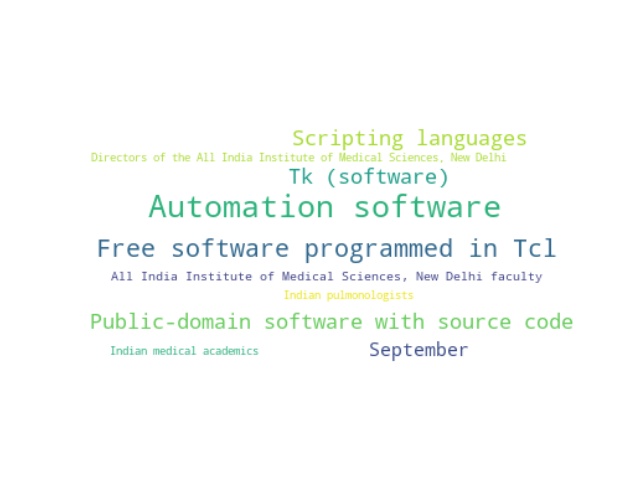 Scripting languages
Directors of the All India Institute of Medical Sciences, New Delhi
Tk (software)
Automation software
Free software programmed in Tcl
All India Institute of Medical Sciences, New Delhi faculty
Indian pulmonologists
Public-domain software with source code
Indian medical academics September